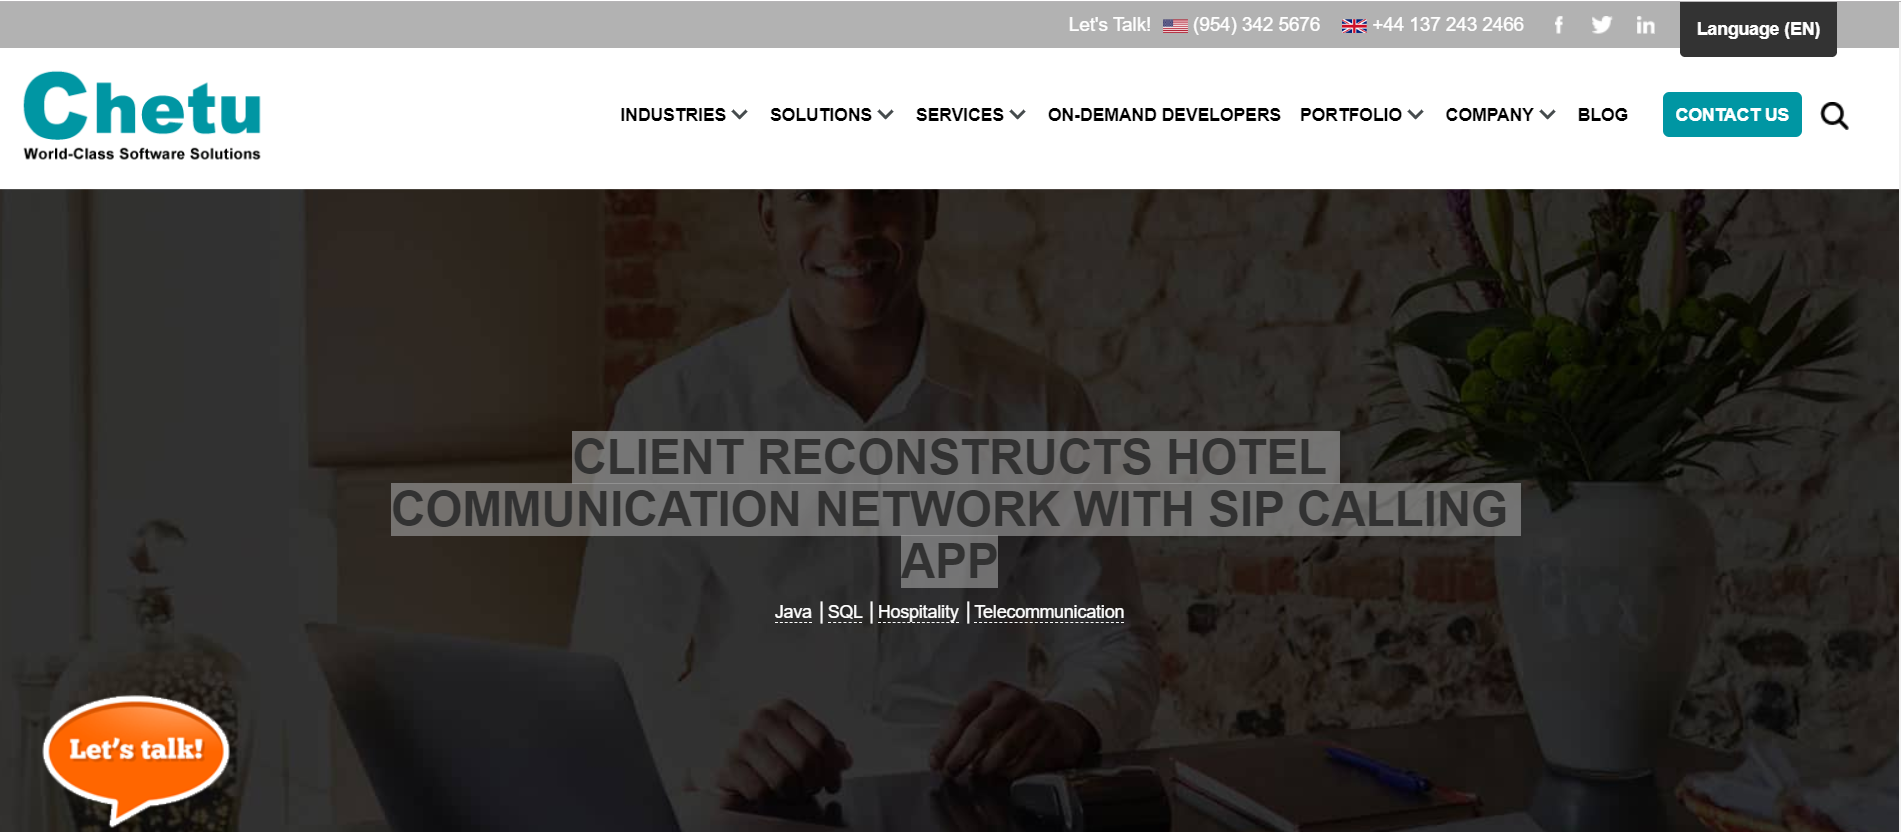 Let's Talk! (954) 342 5676 +44 137 243 2466 f in Language (EN)
Chetu
World-Class Software Solutions
INDUSTRIES SOLUTIONS SERVICES ON-DEMAND DEVELOPERS PORTFOLIO COMPANY BLOG CONTACT US
CLIENT RECONSTRUCTS HOTEL
COMMUNICATION NETWORK WITH SIP CALLING
APP
Java | SQL | Hospitality | Telecommunication
Let's talk!